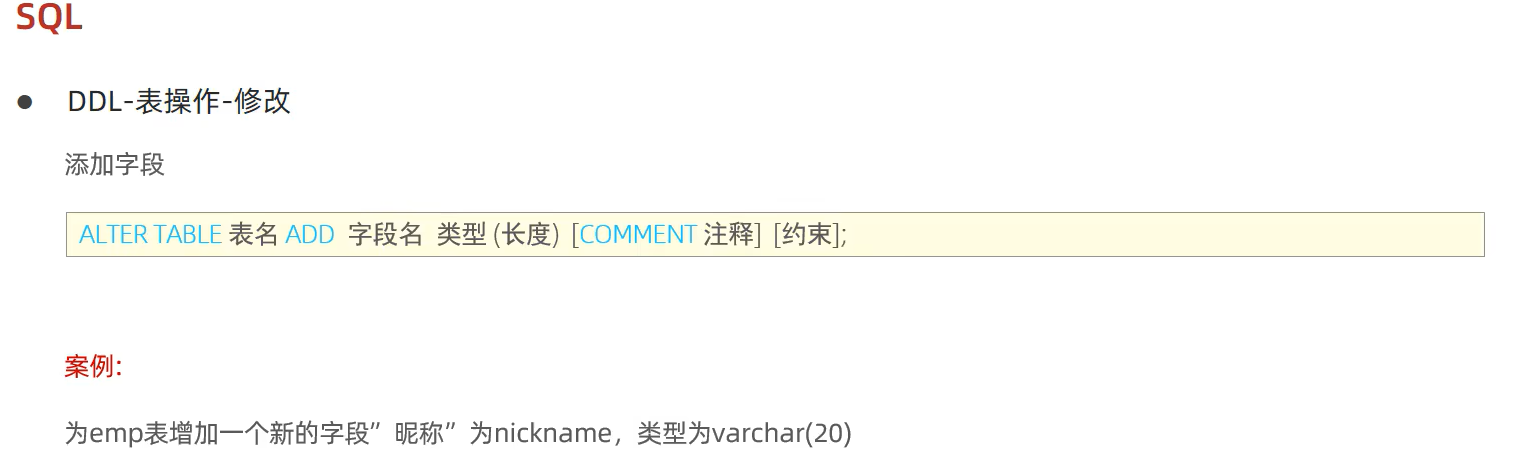 SQL
● DDL-表操作-修改
添加字段
ALTER TABLE 表名 ADD 字段名 类型 (长度) [COMMENT 注释] [约束];
案例:
为emp表增加一个新的字段”昵称”为nickname，类型为varchar(20)